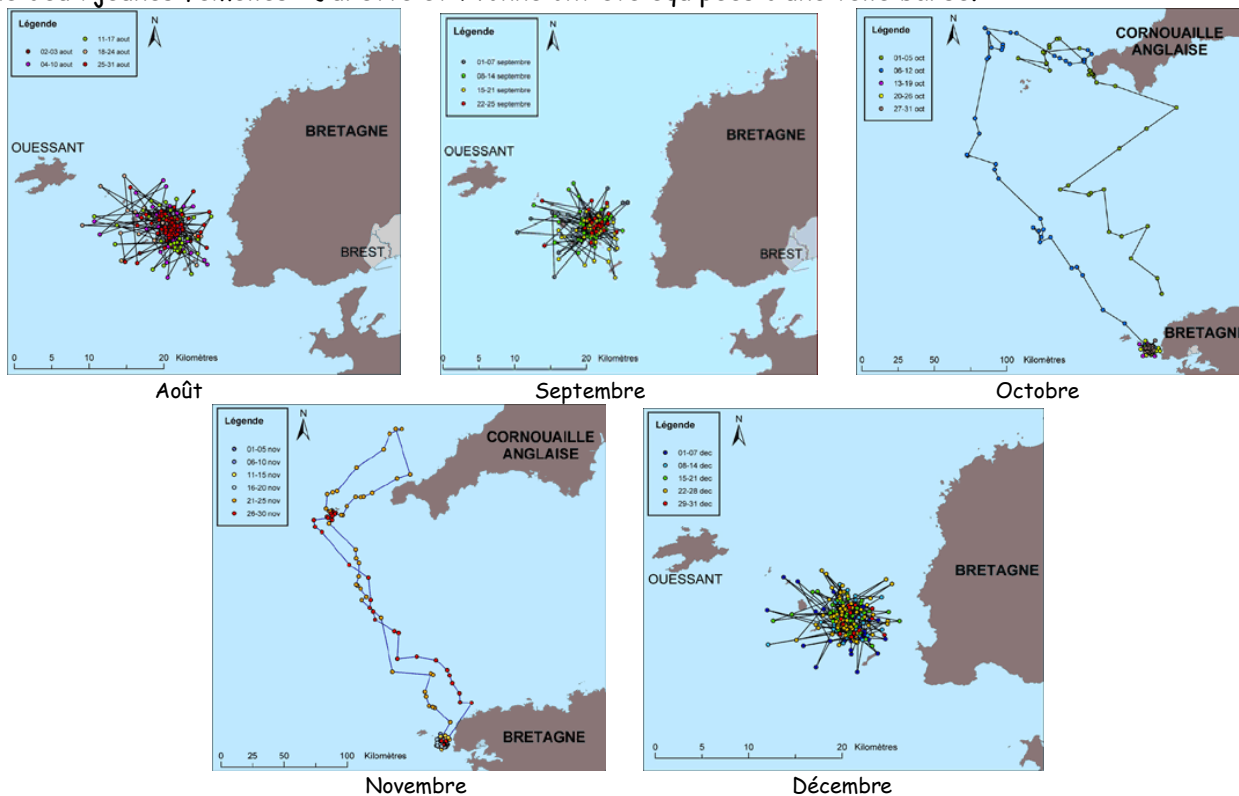 Légende
02-03 aout
04-10 aout
11-17 aout
18-24 aout
25-31 aout
N
OUESSANT
BRETAGNE
BREST
0 5 10 20 Kilomètres
Août
Légende
01-07 septembre
08-14 septembre
15-21 septembre
22-25 septembre
N
OUESSANT
BRETAGNE
BREST
0 5 10 20 Kilomètres
Septembre
Légende
01-05 oct
06-12 oct
13-19 oct
20-26 oct
27-31 oct
N
CORNOUAILLE
ANGLAISE
BRETAGNE
0 25 50 100 Kilomètres
Octobre
Légende
01-05 nov
06-10 nov
11-15 nov
16-20 nov
21-25 nov
26-30 nov
N
CORNOUAILLE
ANGLAISE
BRETAGNE
0 25 50 100 Kilomètres
Novembre
Légende
01-07 dec
08-14 dec
15-21 dec
22-28 dec
29-31 dec
N
OUESSANT
BRETAGNE
0 5 10 20 Kilomètres
Décembre